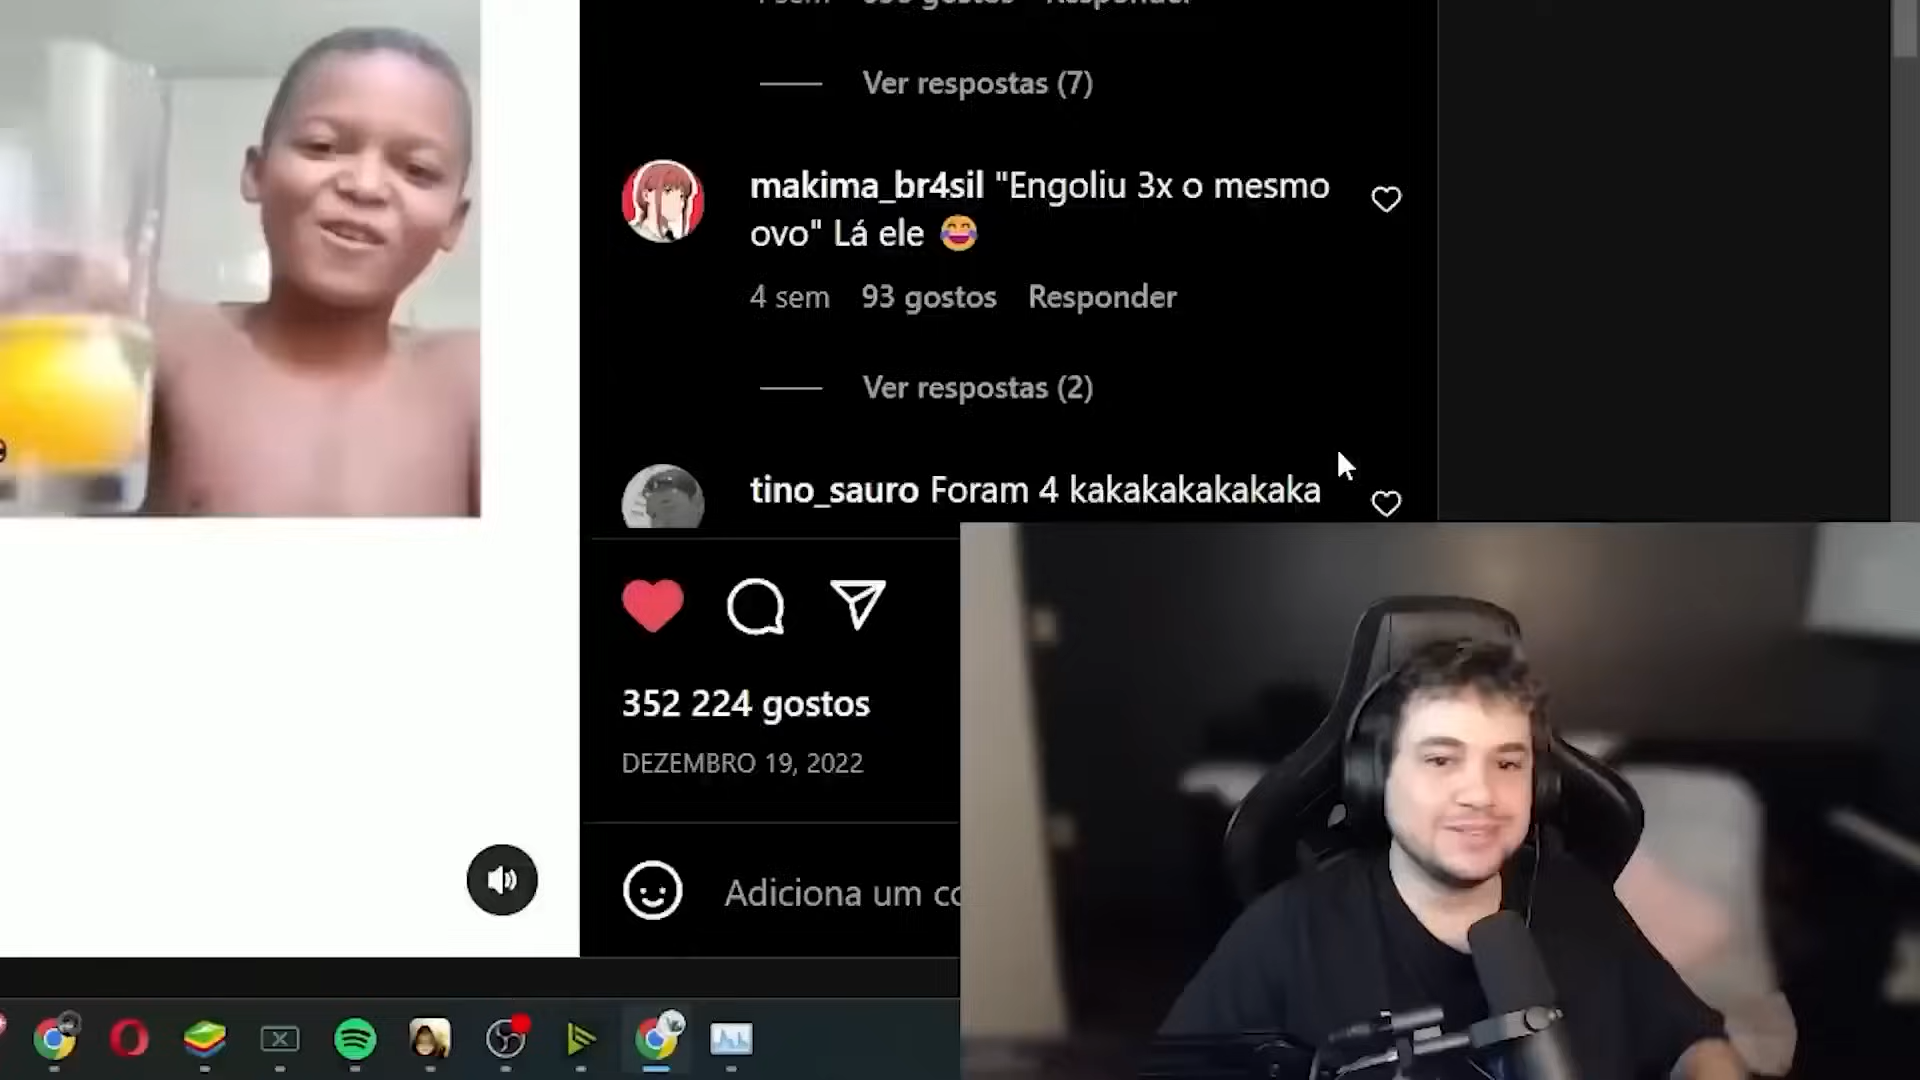 Ver respostas (7)
makima_br4sil "Engoliu 3x o mesmo
ovo" Lá ele 😂
4 sem 93 gostos Responder
Ver respostas (2)
tino_sauro Foram 4 kakakakakakaka
352 224 gostos
DEZEMBRO 19, 2022
Adiciona um co